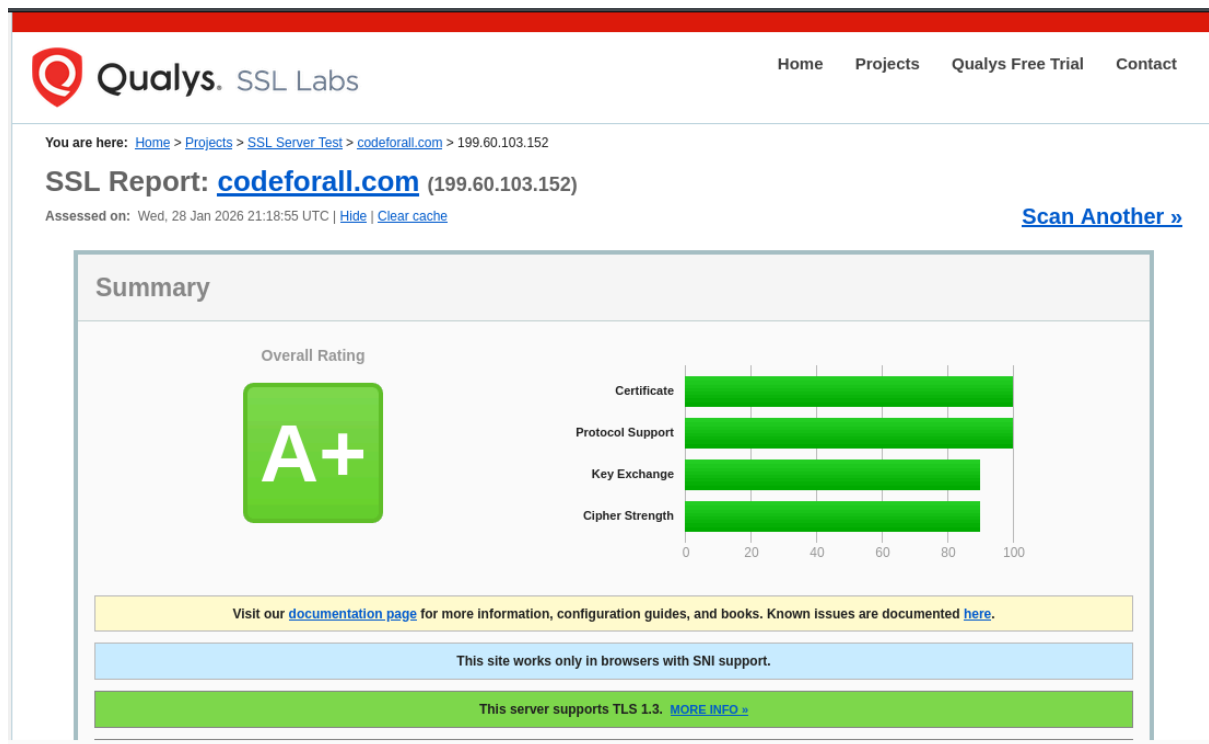 Qualys. SSL Labs
Home Projects Qualys Free Trial Contact
You are here: Home > Projects > SSL Server Test > codeforall.com > 199.60.103.152
SSL Report: codeforall.com (199.60.103.152)
Assessed on: Wed, 28 Jan 2026 21:18:55 UTC | Hide | Clear cache
Scan Another »
Summary
Overall Rating
A+
Certificate
Protocol Support
Key Exchange
Cipher Strength
0 20 40 60 80 100
Visit our documentation page for more information, configuration guides, and books. Known issues are documented here.
This site works only in browsers with SNI support.
This server supports TLS 1.3. MORE INFO »